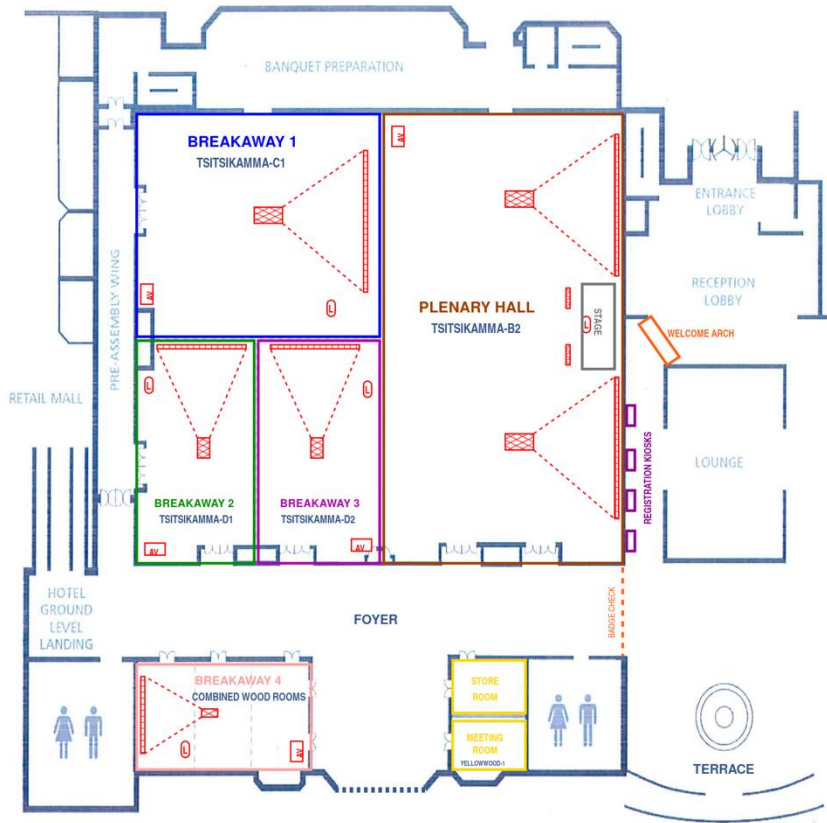 BANQUET PREPARATION
BREAKAWAY 1
TSITSIKAMMA-C1
AV
ENTRANCE
LOBBY
RECEPTION
LOBBY
PRE-ASSEMBLY WING
AV
L
PLENARY HALL
TSITSIKAMMA-B2
STAGE
L
WELCOME ARCH
RETAIL MALL
L
L
REGISTRATION KIOSKS
LOUNGE
BREAKAWAY 2
TSITSIKAMMA-D1
BREAKAWAY 3
TSITSIKAMMA-D2
AV
AV
HOTEL
GROUND
LEVEL
LANDING
FOYER
BADGE CHECK
BREAKAWAY 4
COMBINED WOOD ROOMS
L
AV
STORE
ROOM
MEETING
ROOM
YELLOWWOOD-1
TERRACE